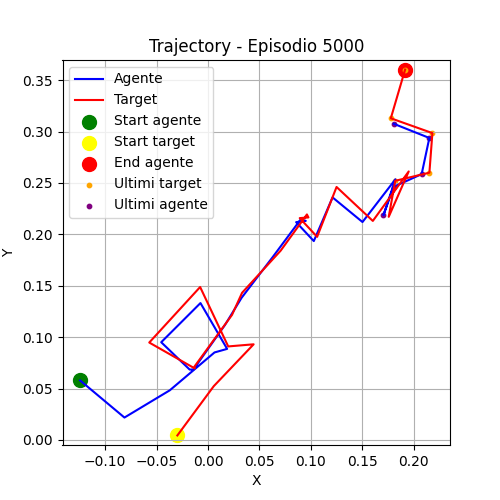 Trajectory - Episodio 5000
Agente
Target
Start agente
Start target
End agente
Ultimi target
Ultimi agente
Y
0.35
0.30
0.25
0.20
0.15
0.10
0.05
0.00
−0.10
−0.05
0.00
0.05
0.10
0.15
0.20
X